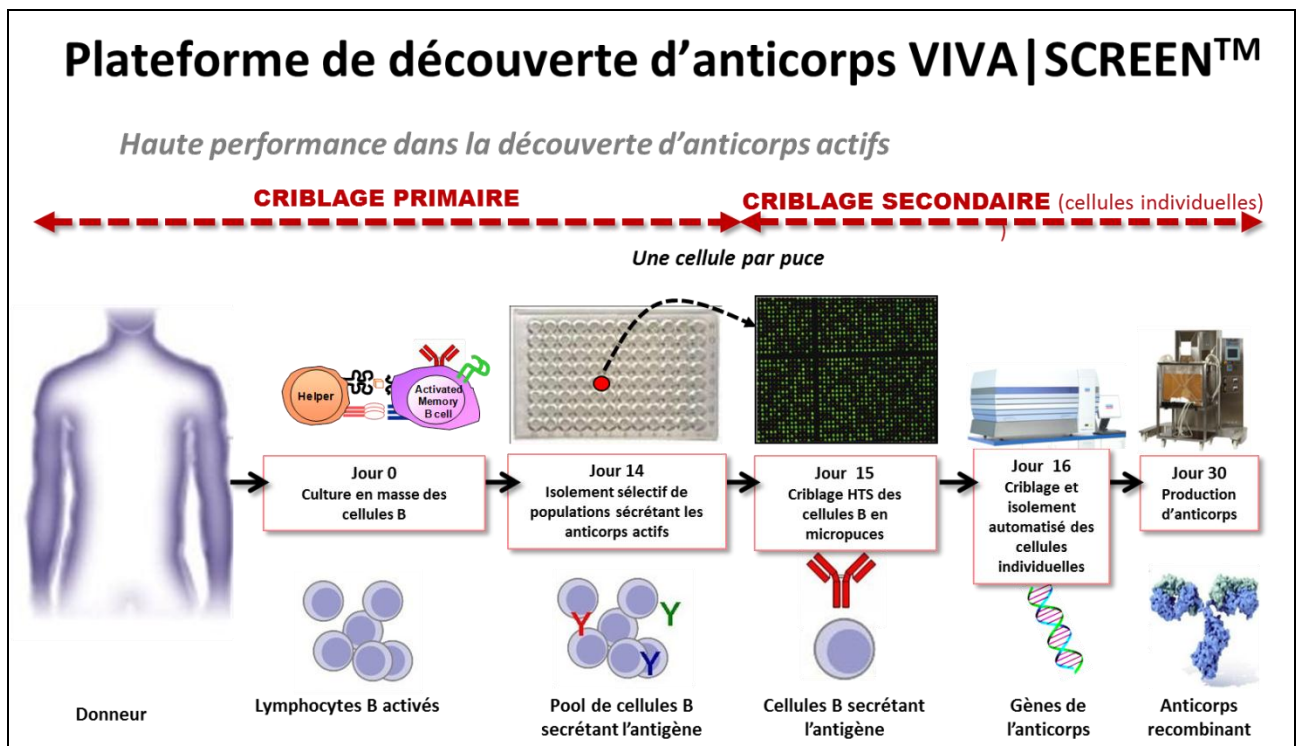 Plateforme de découverte d’anticorps VIVA|SCREEN™
Haute performance dans la découverte d’anticorps actifs
CRIBLAGE PRIMAIRE
CRIBLAGE SECONDAIRE (cellules individuelles)
)
Une cellule par puce
Helper
Activated
Memory
B cell
Jour 0
Culture en masse des
cellules B
Jour 14
Isolement sélectif de
populations sécrétant les
anticorps actifs
Jour 15
Criblage HTS des
cellules B en
micropuces
Jour 16
Criblage et
isolement
automatisé des
cellules
individuelles
Jour 30
Production
d’anticorps
Donneur
Lymphocytes B activés
Pool de cellules B
secrétant l’antigène
Cellules B secrétant
l’antigène
Gènes de
l’anticorps
Anticorps
recombinant